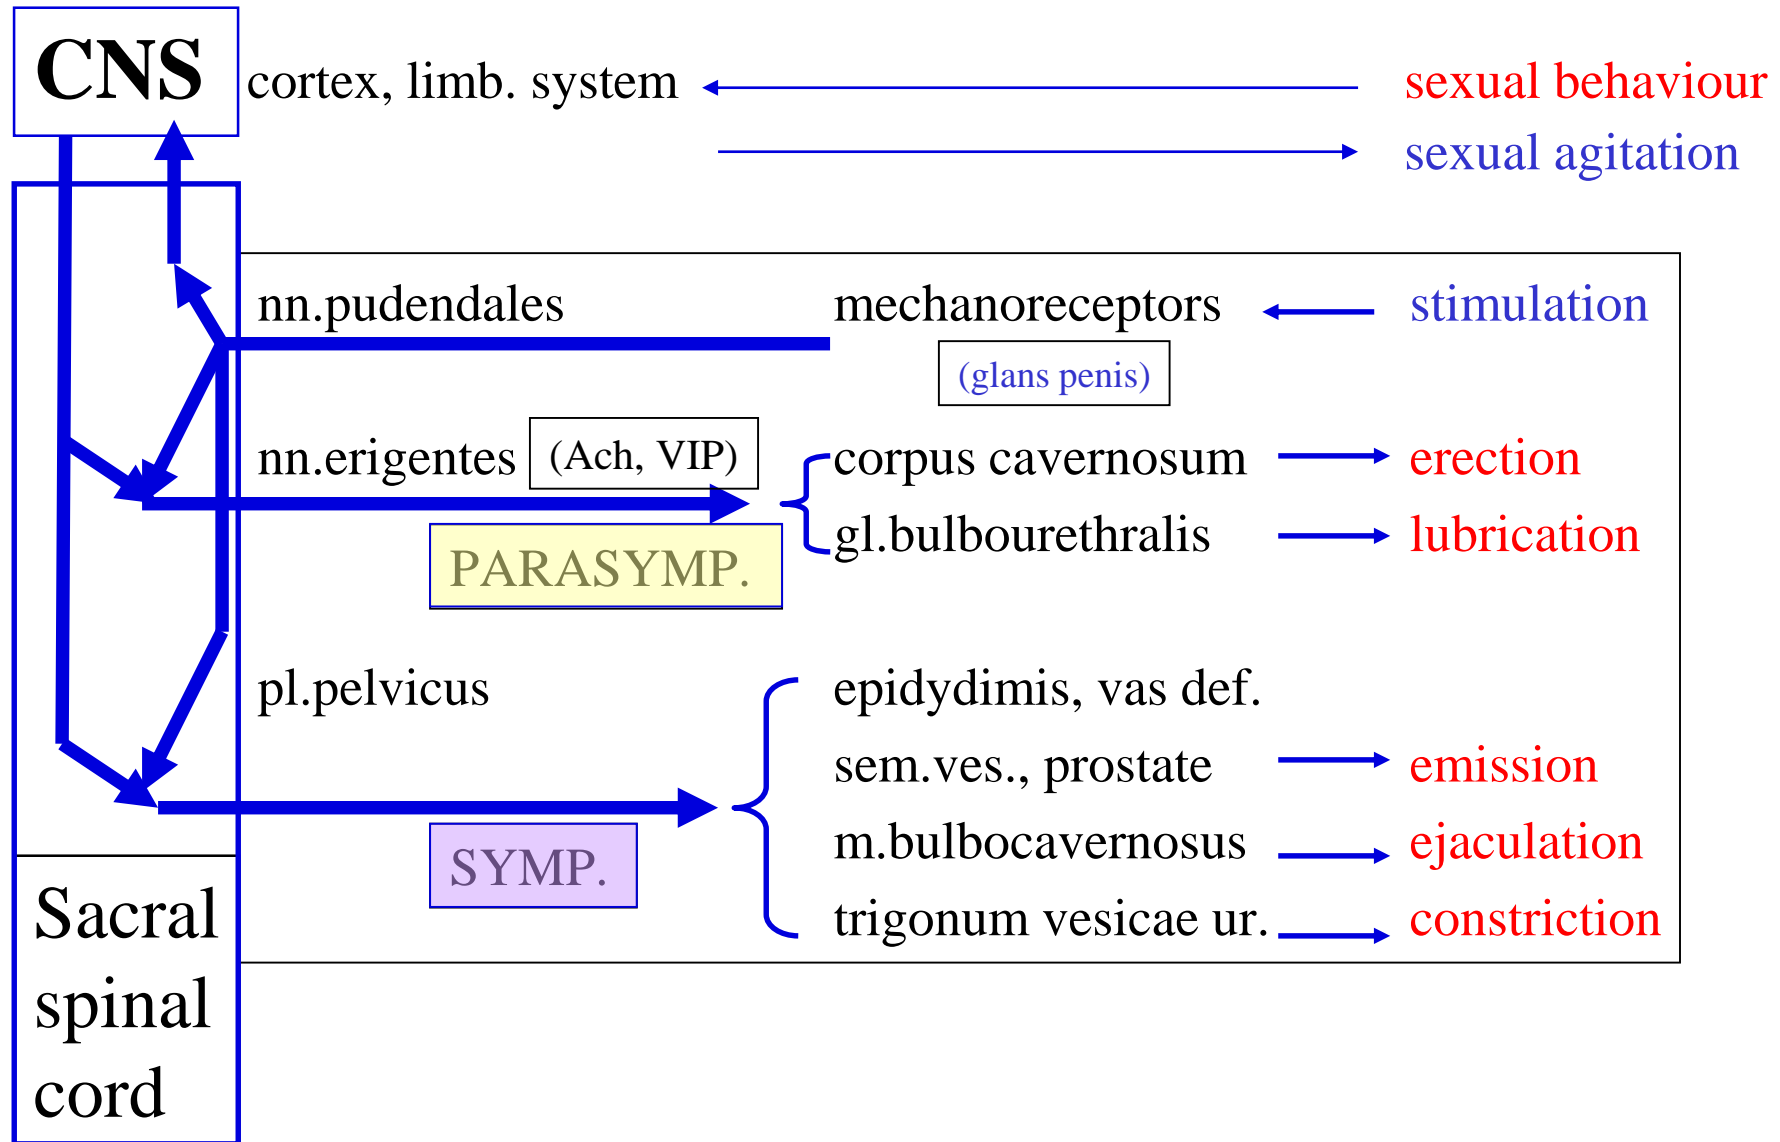 CNS cortex, limb. system sexual behaviour
sexual agitation
nn.pudendales mechanoreceptors stimulation
(glans penis)
nn.erigentes (Ach, VIP) corpus cavernosum erection
gl.bulbourethralis lubrication
PARASYMP.
pl.pelvicus epidydimis, vas def.
sem.ves., prostate emission
m.bulbocavernosus ejaculation
SYMP.
trigonum vesicae ur. constriction
Sacral
spinal
cord